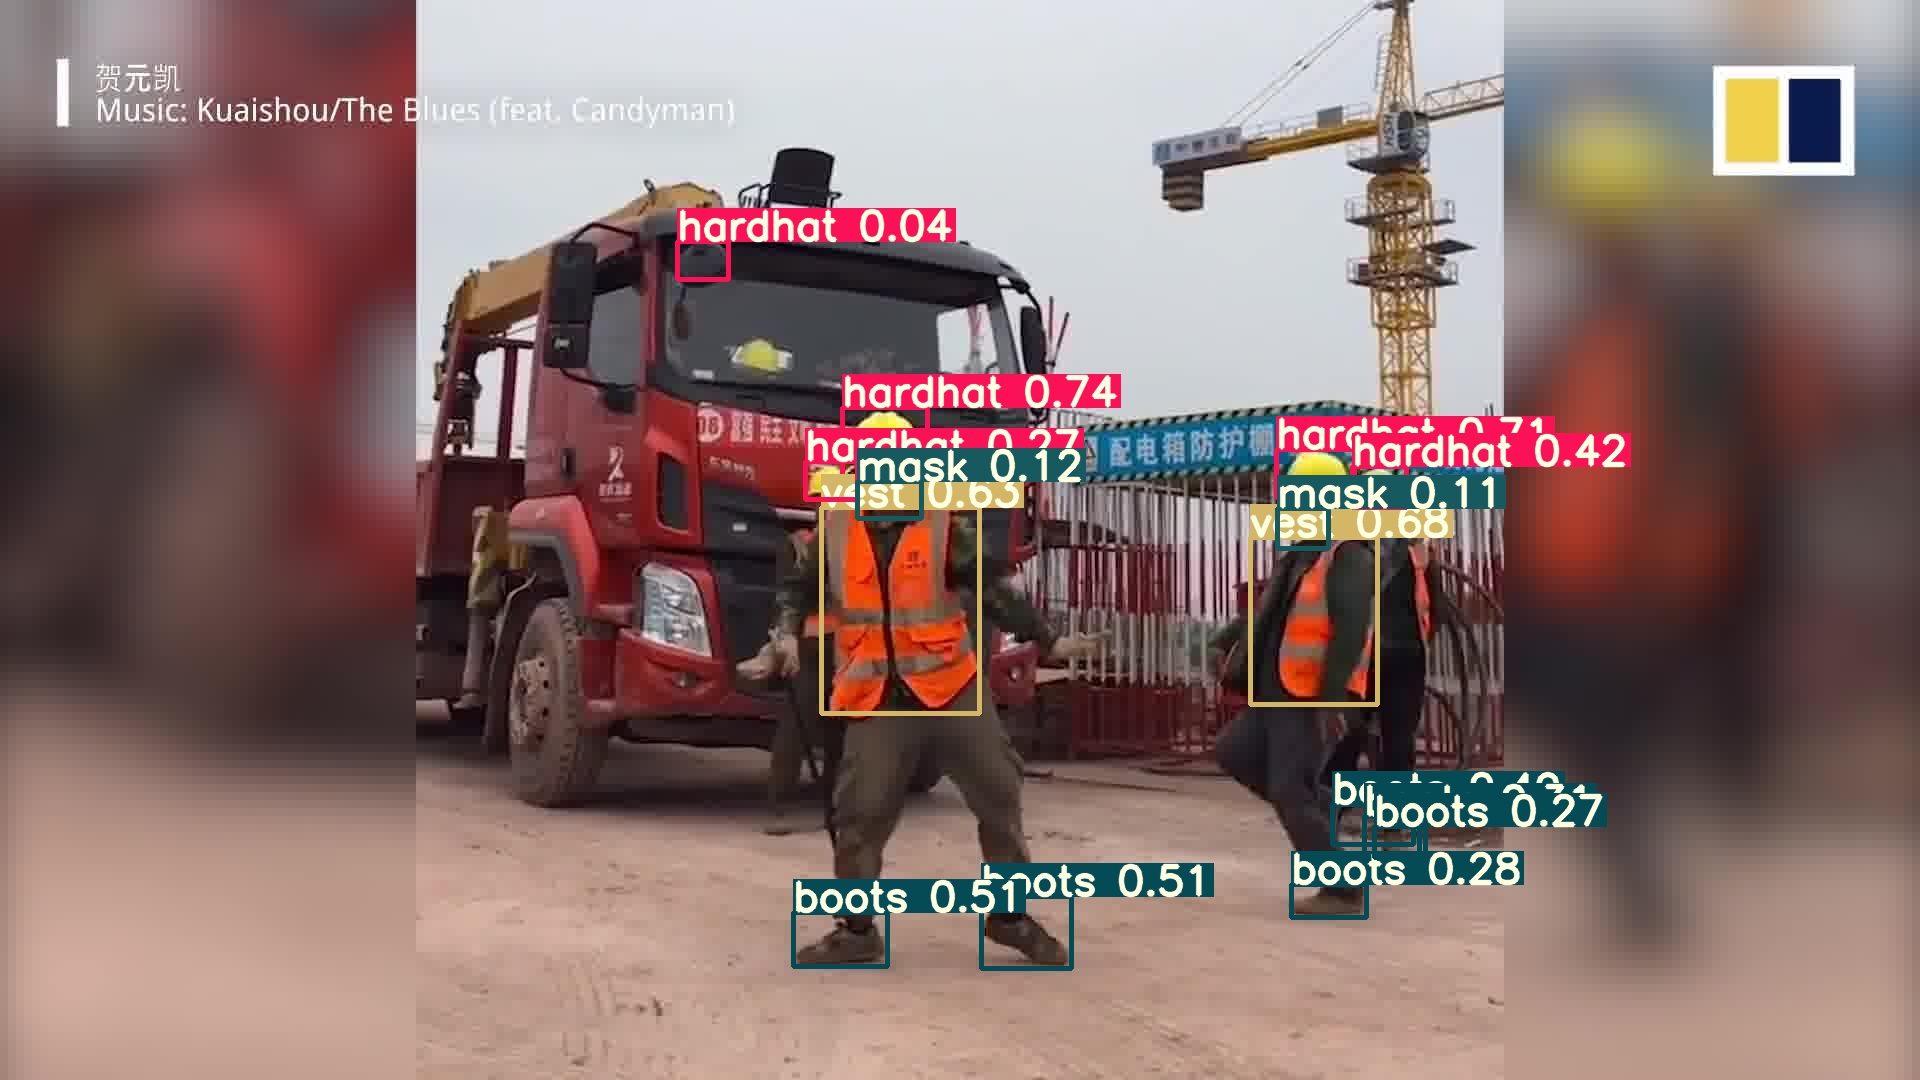 贺元凯
Music: Kuaishou/The Blues (feat. Candyman)
hardhat 0.04
hardhat 0.74
hardhat 0.27
mask 0.12
vest 0.63
配电箱防护棚
hardhat 0.71
hardhat 0.42
mask 0.11
vest 0.68
boots 0.27
boots 0.28
boots 0.51
boots 0.51